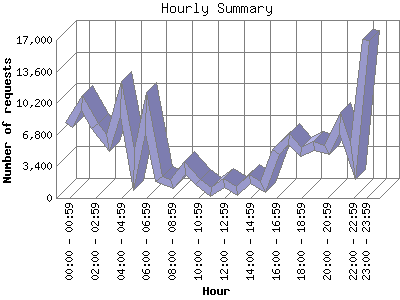 Hourly Summary
Number of requests
17,000
13,600
10,200
6,800
3,400
0
00:00 - 00:59
02:00 - 02:59
04:00 - 04:59
06:00 - 06:59
08:00 - 08:59
10:00 - 10:59
12:00 - 12:59
14:00 - 14:59
16:00 - 16:59
18:00 - 18:59
20:00 - 20:59
22:00 - 22:59
23:00 - 23:59
Hour